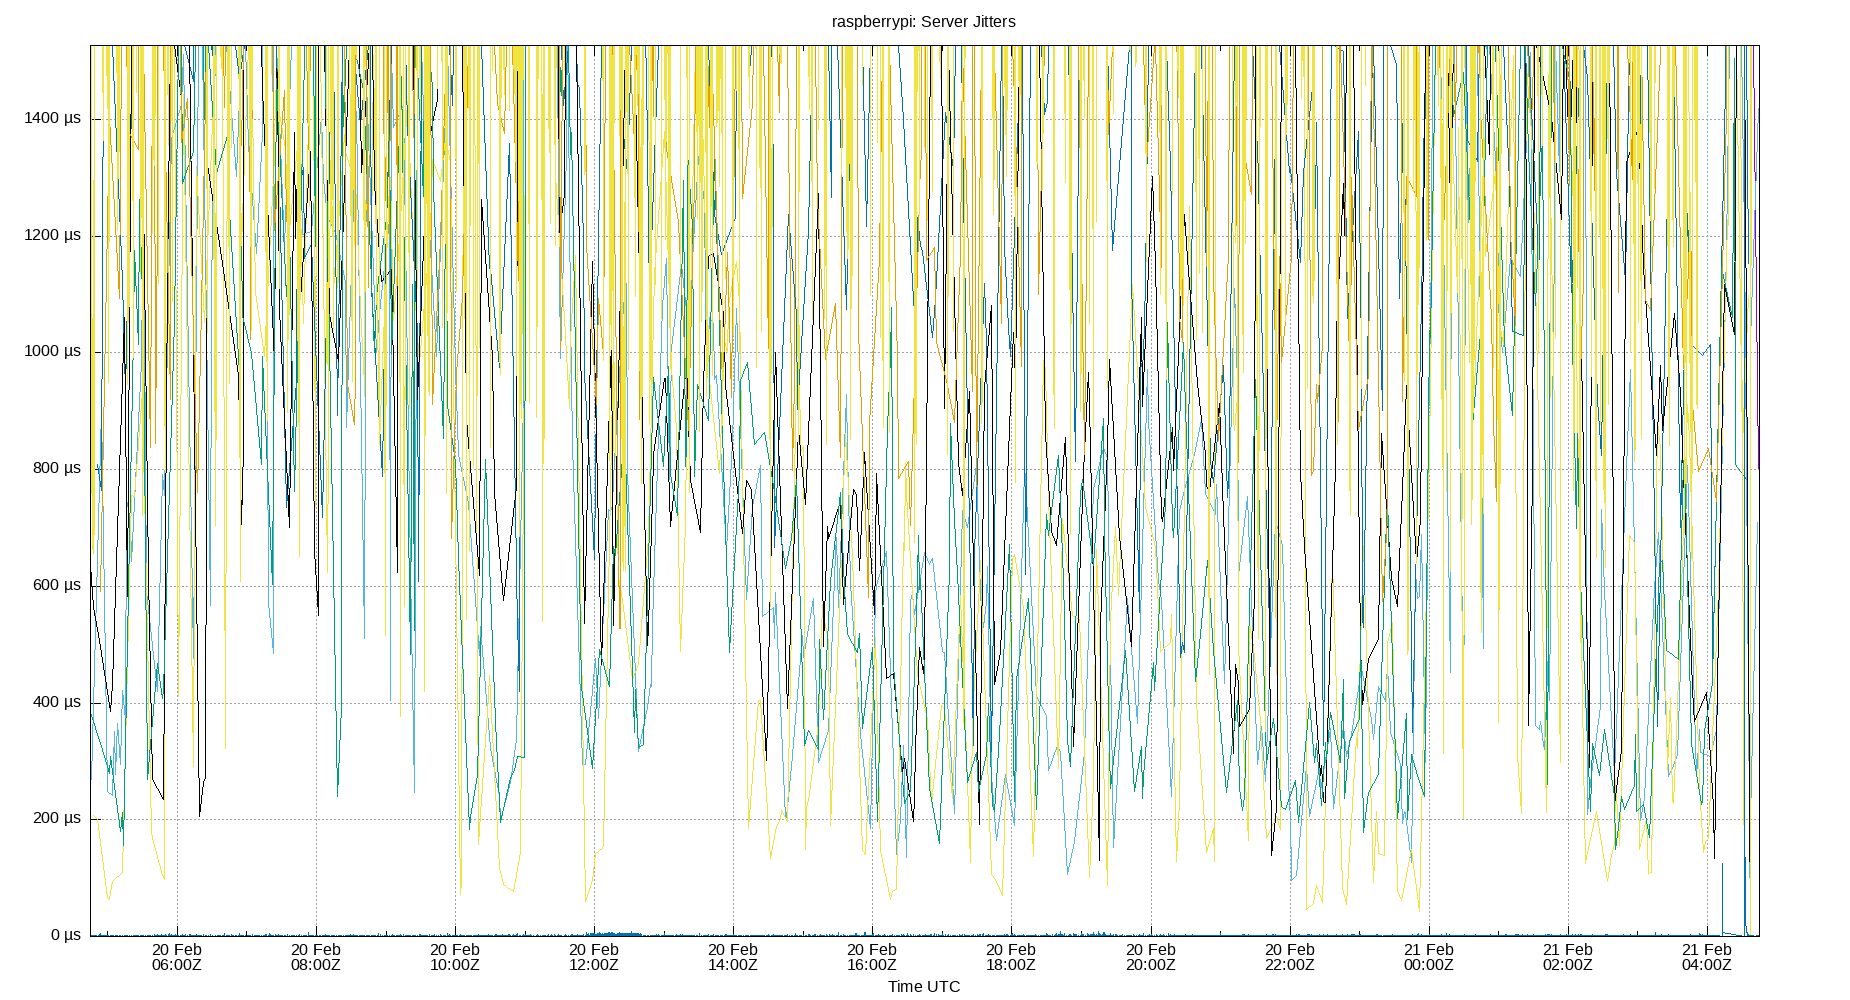 raspberrypi: Server Jitters
1400 µs
1200 µs
1000 µs
800 µs
600 µs
400 µs
200 µs
0 µs
20 Feb 20 Feb 20 Feb 20 Feb 20 Feb 20 Feb 20 Feb 20 Feb 20 Feb 21 Feb 21 Feb 21 Feb
06:00Z 08:00Z 10:00Z 12:00Z 14:00Z 16:00Z 18:00Z 20:00Z 22:00Z 00:00Z 02:00Z 04:00Z
Time UTC